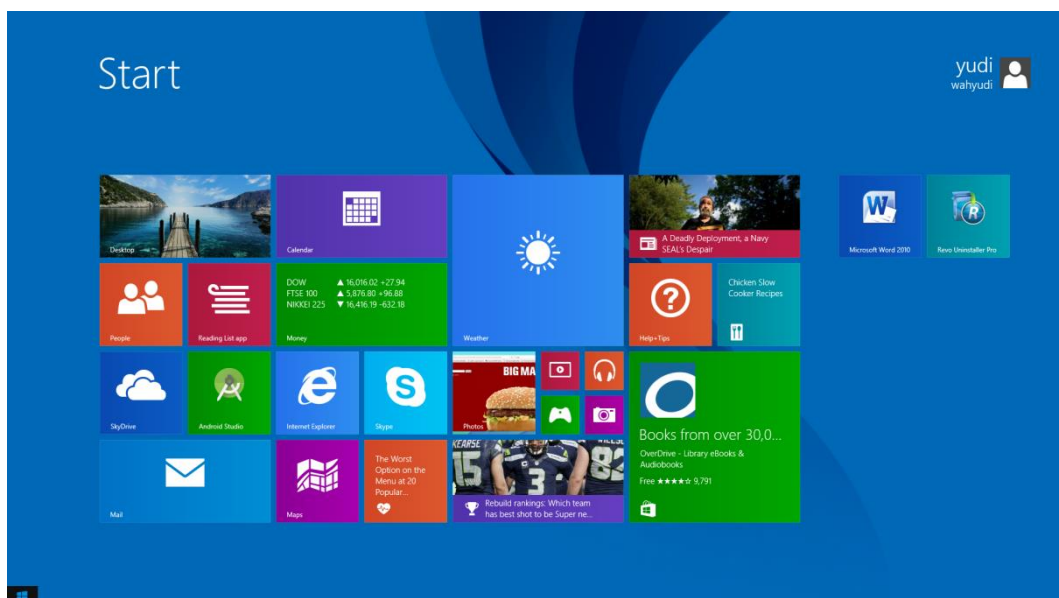 Start
yudi
wahyudi
Desktop
Calendar
Weather
A Deadly Deployment, a Navy
SEAL's Despair
Microsoft Word 2010
Revo Uninstaller Pro
People
Reading List app
DOW ▲ 16,016.02 +27.94
FTSE 100 ▲ 5,876.80 +96.88
NIKKEI 225 ▼ 16,416.19 -632.18
Money
Help+Tips
Chicken Slow
Cooker Recipes
SkyDrive
Android Studio
Internet Explorer
Skype
BIG MA
Photos
Books from over 30,0...
OverDrive - Library eBooks &
Audiobooks
Free ★★★★☆ 9,791
Mail
Maps
The Worst
Option on the
Menu at 20
Popular...
KEARSE
15
3
82
Rebuild rankings: Which team
has best shot to be Super ne...